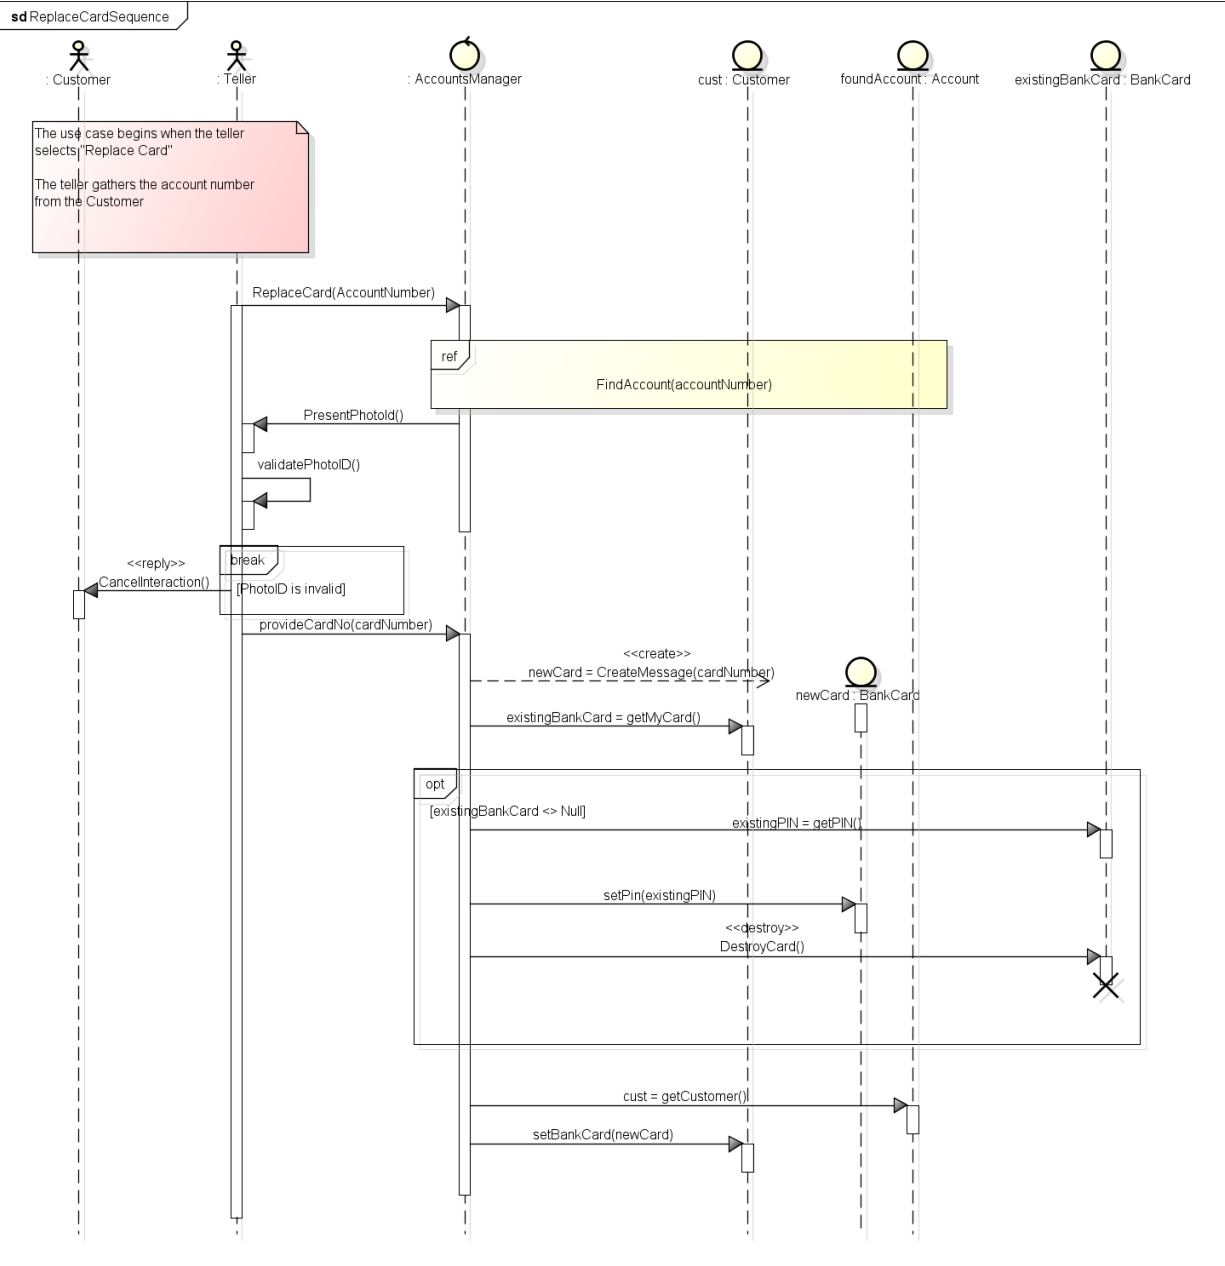 sd ReplaceCardSequence
: Customer
: Teller
: AccountsManager
cust : Customer
foundAccount : Account
existingBankCard : BankCard
The use case begins when the teller
selects "Replace Card"
The teller gathers the account number
from the Customer
ReplaceCard(AccountNumber)
ref
FindAccount(accountNumber)
PresentPhotoId()
validatePhotoID()
break
<<reply>>
CancelInteraction()
[PhotoID is invalid]
provideCardNo(cardNumber)
<<create>>
newCard = CreateMessage(cardNumber)
newCard : BankCard
existingBankCard = getMyCard()
opt
[existingBankCard <> Null]
existingPIN = getPIN()
setPin(existingPIN)
<<destroy>>
DestroyCard()
cust = getCustomer()
setBankCard(newCard)